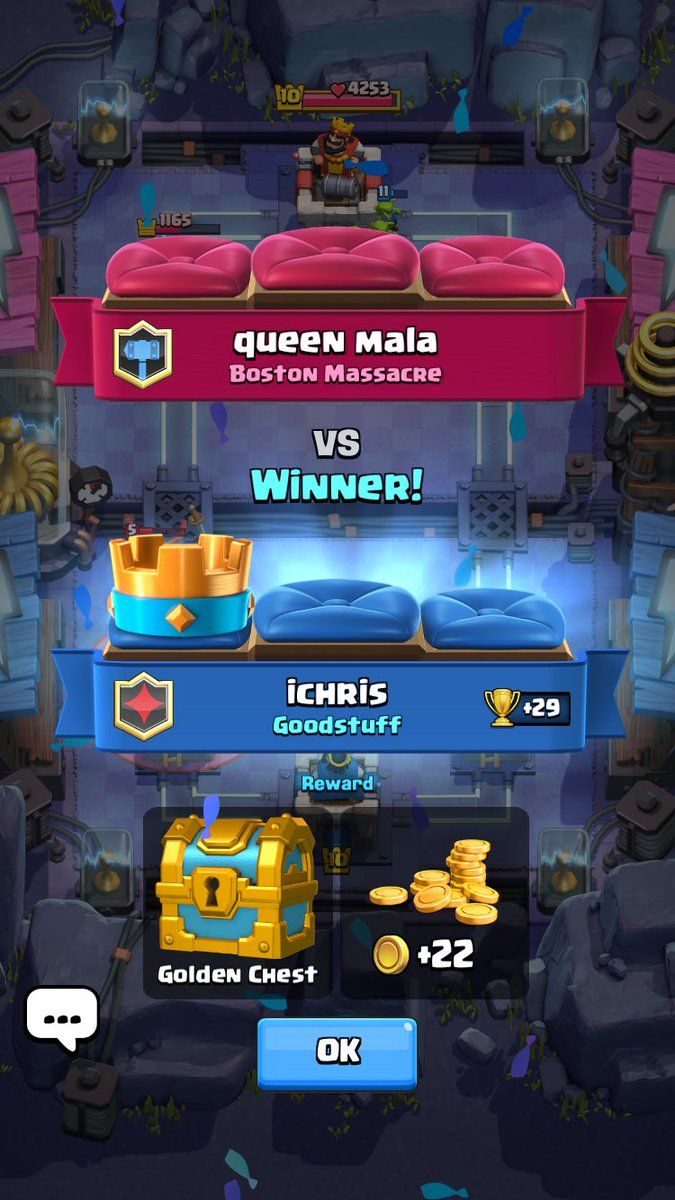 10
4253
11
1165
Queen Mala
Boston Massacre
VS
Winner!
5
iChris
Goodstuff
+29
Reward
10
Golden Chest
+22
...
OK